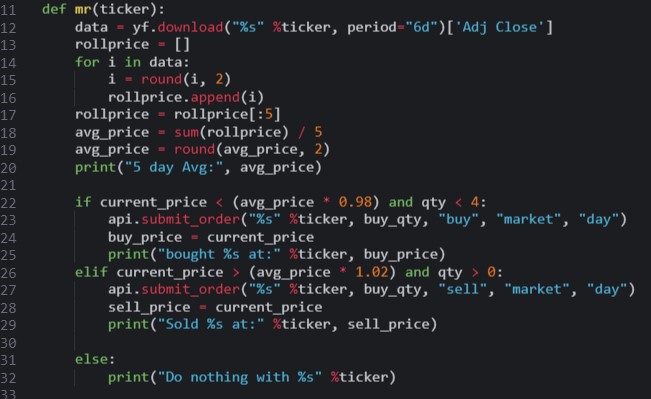 11 def mr(ticker):
12 data = yf.download("%s" %ticker, period="6d")['Adj Close']
13 rollprice = []
14 for i in data:
15 i = round(i, 2)
16 rollprice.append(i)
17 rollprice = rollprice[:5]
18 avg_price = sum(rollprice) / 5
19 avg_price = round(avg_price, 2)
20 print("5 day Avg:", avg_price)
21
22 if current_price < (avg_price * 0.98) and qty < 4:
23 api.submit_order("%s" %ticker, buy_qty, "buy", "market", "day")
24 buy_price = current_price
25 print("bought %s at:" %ticker, buy_price)
26 elif current_price > (avg_price * 1.02) and qty > 0:
27 api.submit_order("%s" %ticker, buy_qty, "sell", "market", "day")
28 sell_price = current_price
29 print("Sold %s at:" %ticker, sell_price)
30
31 else:
32 print("Do nothing with %s" %ticker)
33